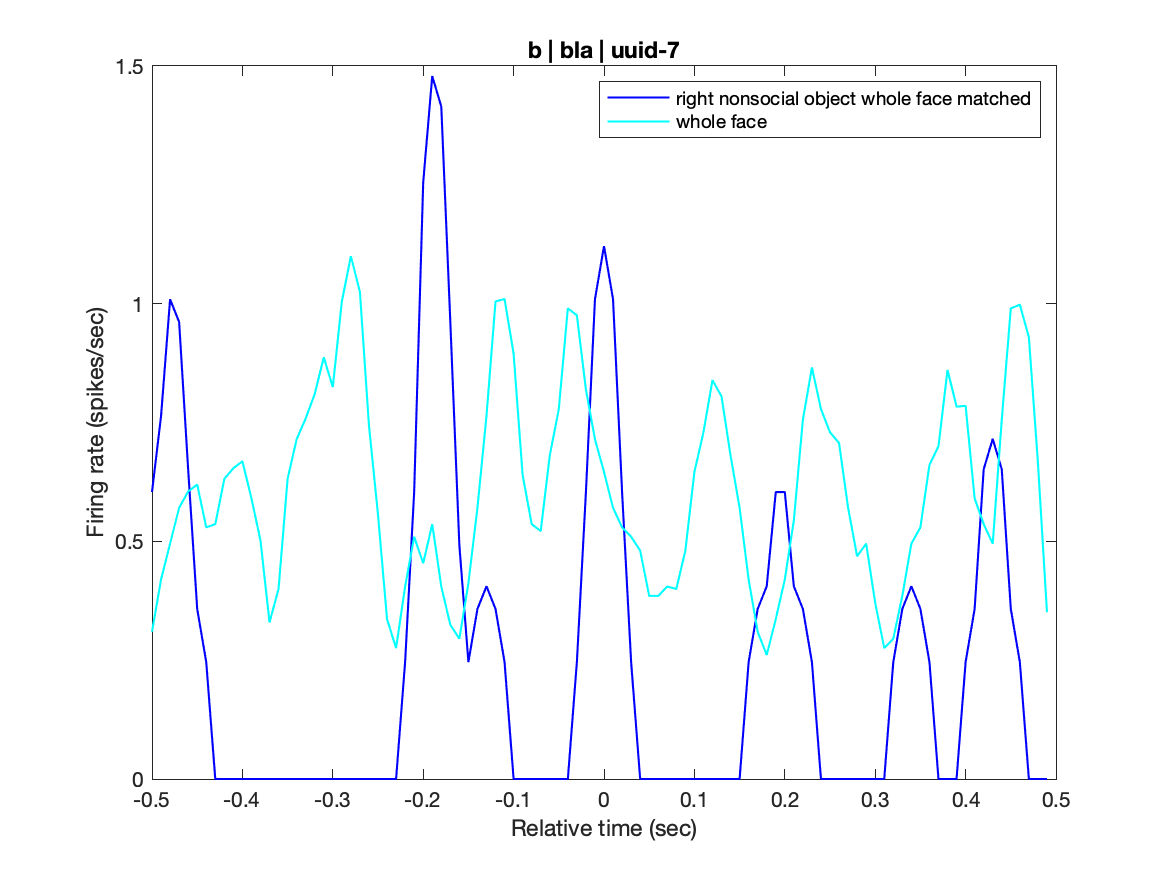 b | bla | uuid-7
right nonsocial object whole face matched
whole face
1.5
1
0.5
0
Firing rate (spikes/sec)
-0.5 -0.4 -0.3 -0.2 -0.1 0 0.1 0.2 0.3 0.4 0.5
Relative time (sec)